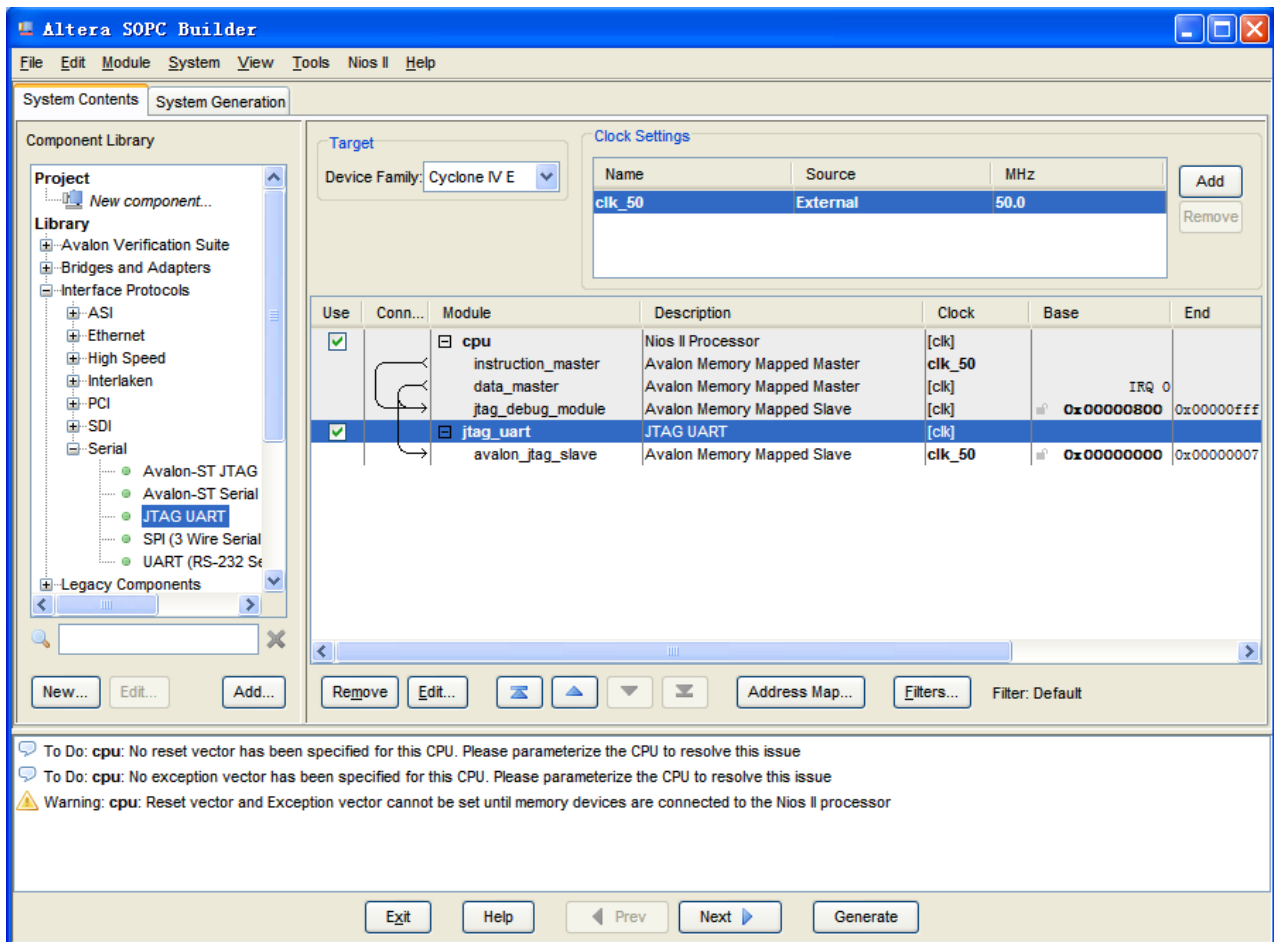 Altera SOPC Builder
File Edit Module System View Tools Nios II Help
System Contents System Generation
Component Library
Project
New component...
Library
Avalon Verification Suite
Bridges and Adapters
Interface Protocols
ASI
Ethernet
High Speed
Interlaken
PCI
SDI
Serial
Avalon-ST JTAG
Avalon-ST Serial
JTAG UART
SPI (3 Wire Serial
UART (RS-232 Se
Legacy Components
New... Edit... Add...
Target
Device Family: Cyclone IV E
Clock Settings
Name Source MHz
clk_50 External 50.0
Add
Remove
Use Conn... Module Description Clock Base End
cpu Nios II Processor [clk]
instruction_master Avalon Memory Mapped Master clk_50
data_master Avalon Memory Mapped Master [clk] IRQ 0
jtag_debug_module Avalon Memory Mapped Slave [clk] 0x00000800 0x00000fff
jtag_uart JTAG UART [clk]
avalon_jtag_slave Avalon Memory Mapped Slave clk_50 0x00000000 0x00000007
Remove Edit... Address Map... Filters... Filter: Default
To Do: cpu: No reset vector has been specified for this CPU. Please parameterize the CPU to resolve this issue
To Do: cpu: No exception vector has been specified for this CPU. Please parameterize the CPU to resolve this issue
Warning: cpu: Reset vector and Exception vector cannot be set until memory devices are connected to the Nios II processor
Exit Help Prev Next Generate